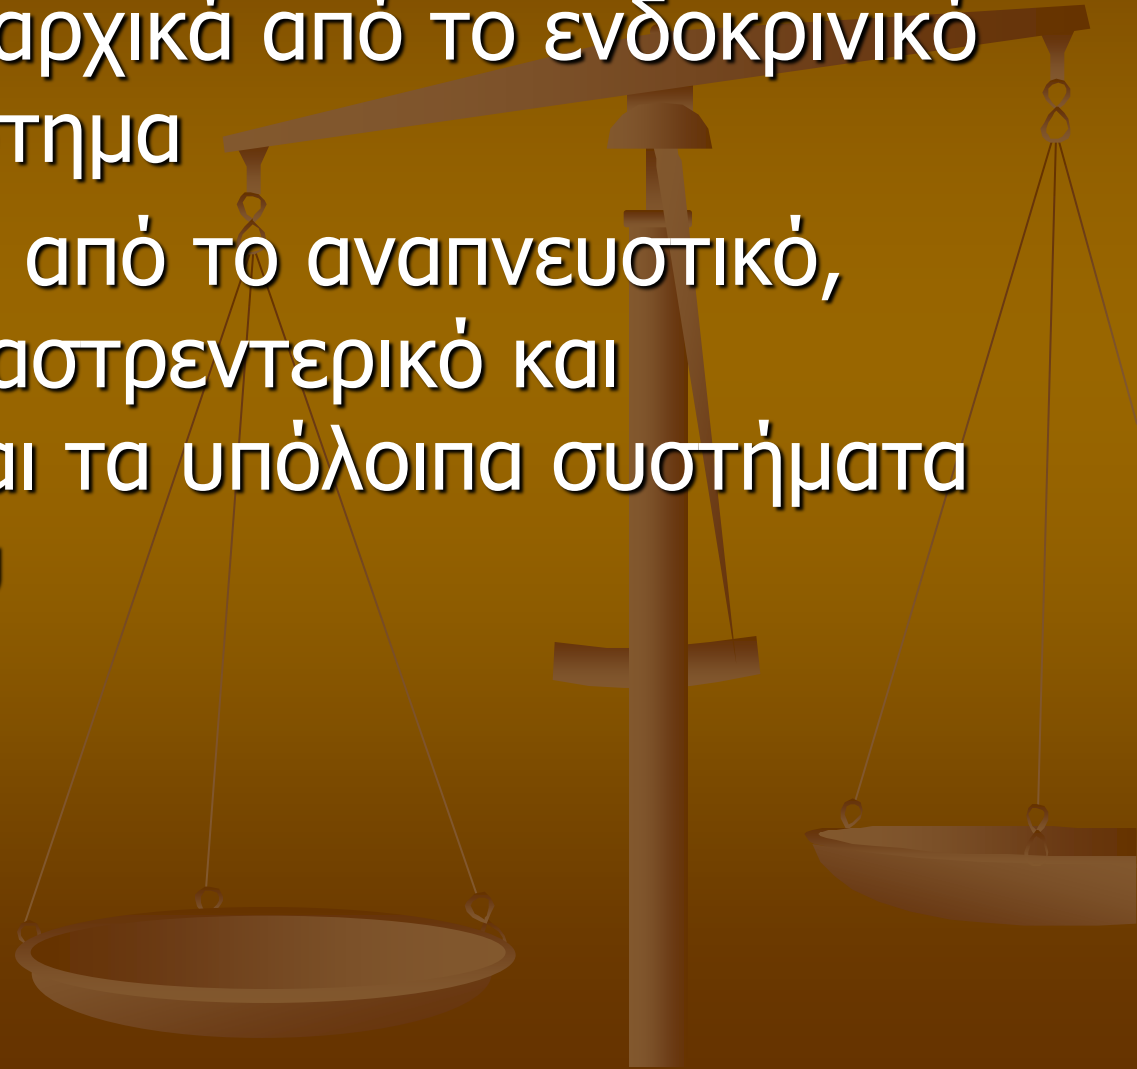 αρχικά από το ενδοκρινικό
τημα
από το αναπνευστικό,
αστρεντερικό και
αι τα υπόλοιπα συστήματα